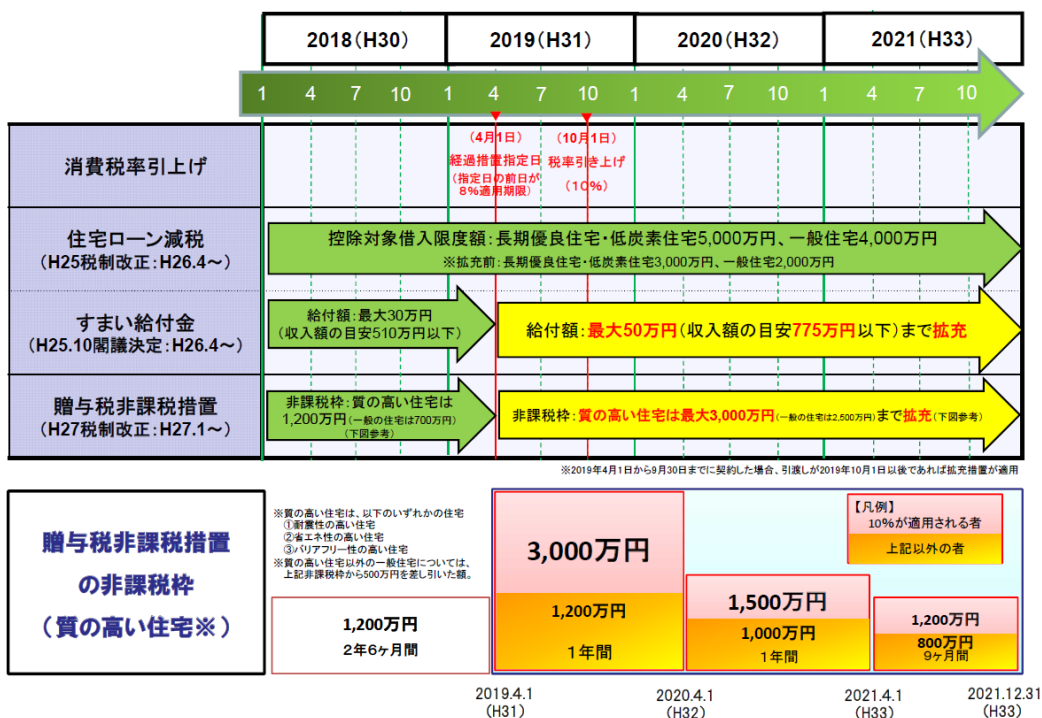 2018(H30)
2019(H31)
2020(H32)
2021(H33)
1 4 7 10 1 4 7 10 1 4 7 10 1 4 7 10
消費税率引上げ
(4月1日)
経過措置指定日
(指定日の前日が
8%適用期限)
(10月1日)
税率引き上げ
(10%)
住宅ローン減税
(H25税制改正:H26.4~)
控除対象借入限度額:長期優良住宅・低炭素住宅5,000万円、一般住宅4,000万円
※拡充前:長期優良住宅・低炭素住宅3,000万円、一般住宅2,000万円
すまい給付金
(H25.10閣議決定:H26.4~)
給付額:最大30万円
(収入額の目安510万円以下)
給付額:最大50万円(収入額の目安775万円以下)まで拡充
贈与税非課税措置
(H27税制改正:H27.1~)
非課税枠:質の高い住宅は
1,200万円(一般の住宅は700万円)
(下図参考)
非課税枠:質の高い住宅は最大3,000万円(一般の住宅は2,500万円)まで拡充(下図参考)
※2019年4月1日から9月30日までに契約した場合、引渡しが2019年10月1日以後であれば拡充措置が適用
贈与税非課税措置
の非課税枠
(質の高い住宅※)
※質の高い住宅は、以下のいずれかの住宅
①耐震性の高い住宅
②省エネ性の高い住宅
③バリアフリー性の高い住宅
※質の高い住宅以外の一般住宅については、
上記非課税枠から500万円を差し引いた額。
1,200万円
2年6ヶ月間
3,000万円
1,200万円
1年間
1,500万円
1,000万円
1年間
【凡例】
10%が適用される者
上記以外の者
1,200万円
800万円
9ヶ月間
2019.4.1
(H31)
2020.4.1
(H32)
2021.4.1
(H33)
2021.12.31
(H33)